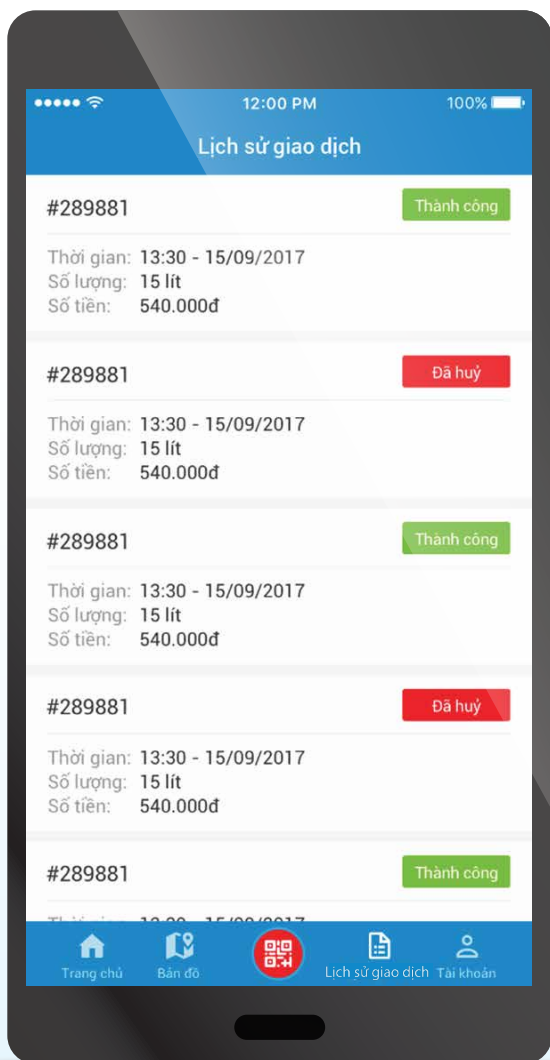 12:00 PM 100%
Lịch sử giao dịch
#289881 Thành công
Thời gian: 13:30 - 15/09/2017
Số lượng: 15 lít
Số tiền: 540.000đ
#289881 Đã huỷ
Thời gian: 13:30 - 15/09/2017
Số lượng: 15 lít
Số tiền: 540.000đ
#289881 Thành công
Thời gian: 13:30 - 15/09/2017
Số lượng: 15 lít
Số tiền: 540.000đ
#289881 Đã huỷ
Thời gian: 13:30 - 15/09/2017
Số lượng: 15 lít
Số tiền: 540.000đ
#289881 Thành công
Trang chủ Bản đồ Lịch sử giao dịch Tài khoản